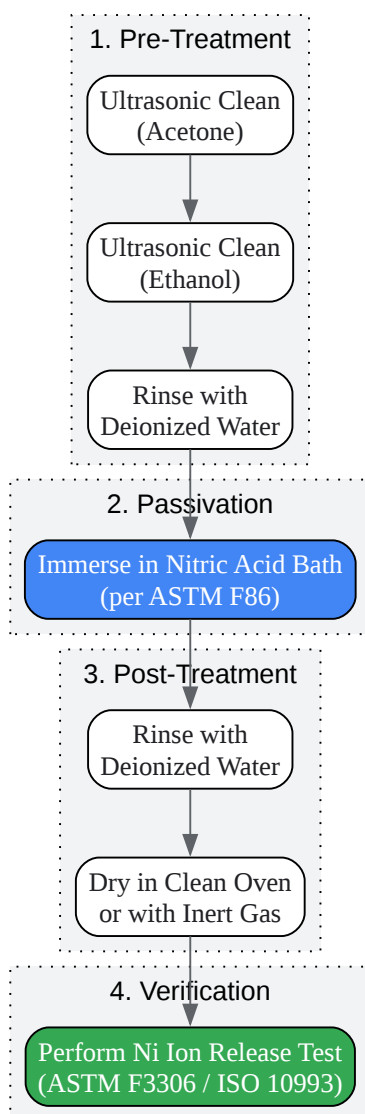 1. Pre-Treatment
Ultrasonic Clean
(Acetone)
Ultrasonic Clean
(Ethanol)
Rinse with
Deionized Water
2. Passivation
Immerse in Nitric Acid Bath
(per ASTM F86)
3. Post-Treatment
Rinse with
Deionized Water
Dry in Clean Oven
or with Inert Gas
4. Verification
Perform Ni Ion Release Test
(ASTM F3306 / ISO 10993)